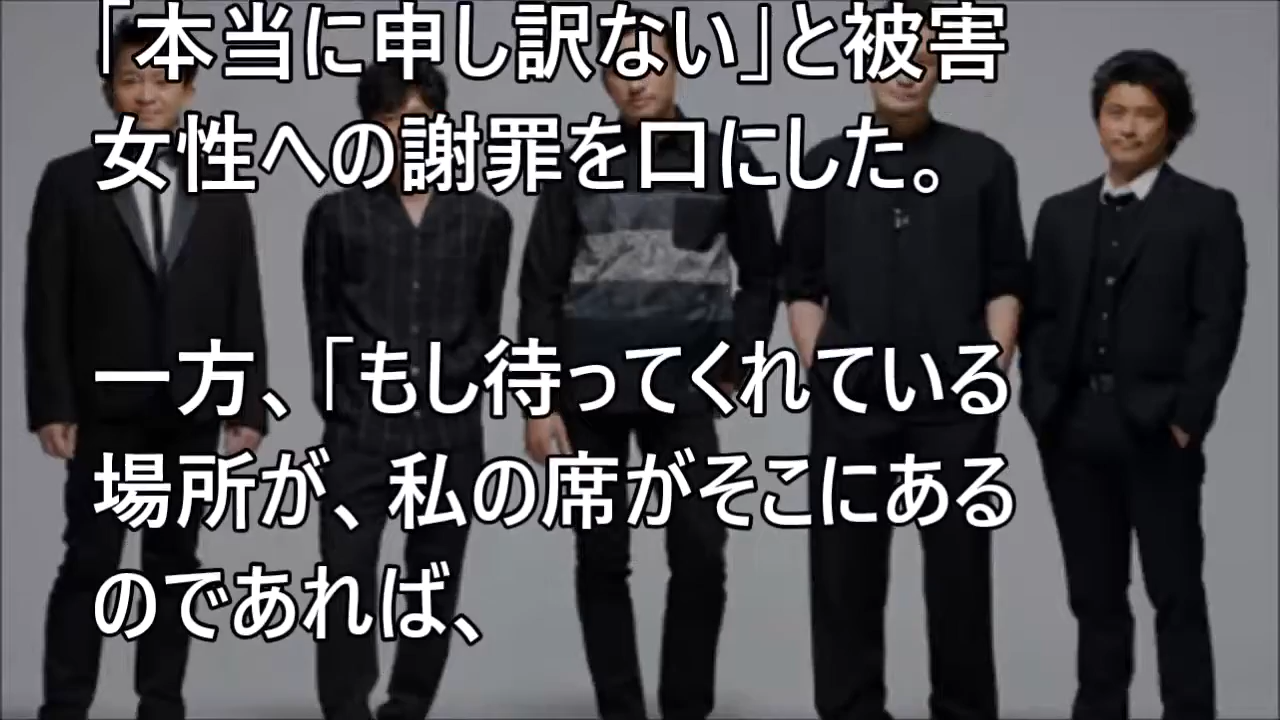 「本当に申し訳ない」と被害
女性への謝罪を口にした。
一方、「もし待ってくれている
場所が、私の席がそこにある
のであれば、